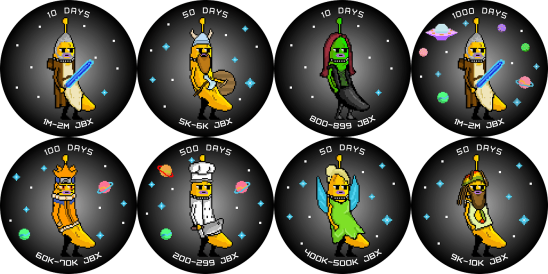 10 DAYS
1M-2M JBX
50 DAYS
5K-6K JBX
10 DAYS
800-899 JBX
1000 DAYS
1M-2M JBX
100 DAYS
60K-70K JBX
500 DAYS
200-299 JBX
50 DAYS
400K-500K JBX
50 DAYS
9K-10K JBX